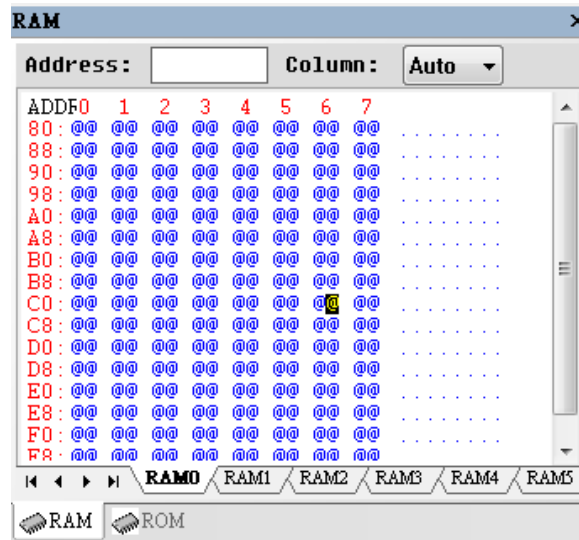 RAM ×
Address: Column: Auto
ADDR0 1 2 3 4 5 6 7
80: @@ @@ @@ @@ @@ @@ @@ @@ ........
88: @@ @@ @@ @@ @@ @@ @@ @@ ........
90: @@ @@ @@ @@ @@ @@ @@ @@ ........
98: @@ @@ @@ @@ @@ @@ @@ @@ ........
A0: @@ @@ @@ @@ @@ @@ @@ @@ ........
A8: @@ @@ @@ @@ @@ @@ @@ @@ ........
B0: @@ @@ @@ @@ @@ @@ @@ @@ ........
B8: @@ @@ @@ @@ @@ @@ @@ @@ ........
C0: @@ @@ @@ @@ @@ @@ @@ @@ ........
C8: @@ @@ @@ @@ @@ @@ @@ @@ ........
D0: @@ @@ @@ @@ @@ @@ @@ @@ ........
D8: @@ @@ @@ @@ @@ @@ @@ @@ ........
E0: @@ @@ @@ @@ @@ @@ @@ @@ ........
E8: @@ @@ @@ @@ @@ @@ @@ @@ ........
F0: @@ @@ @@ @@ @@ @@ @@ @@ ........
F8: @@ @@ @@ @@ @@ @@ @@ @@ ........
RAM0 RAM1 RAM2 RAM3 RAM4 RAM5
RAM ROM